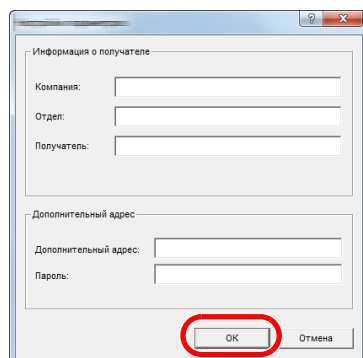 Информация о получателе
Компания:
Отдел:
Получатель:
Дополнительный адрес
Дополнительный адрес:
Пароль:
OK
Отмена